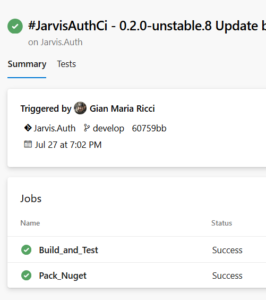 #JarvisAuthCi - 0.2.0-unstable.8 Update b
on Jarvis.Auth
Summary Tests
Triggered by Gian Maria Ricci
Jarvis.Auth develop 60759bb
Jul 27 at 7:02 PM
Jobs
Name Status
Build_and_Test Success
Pack_Nuget Success